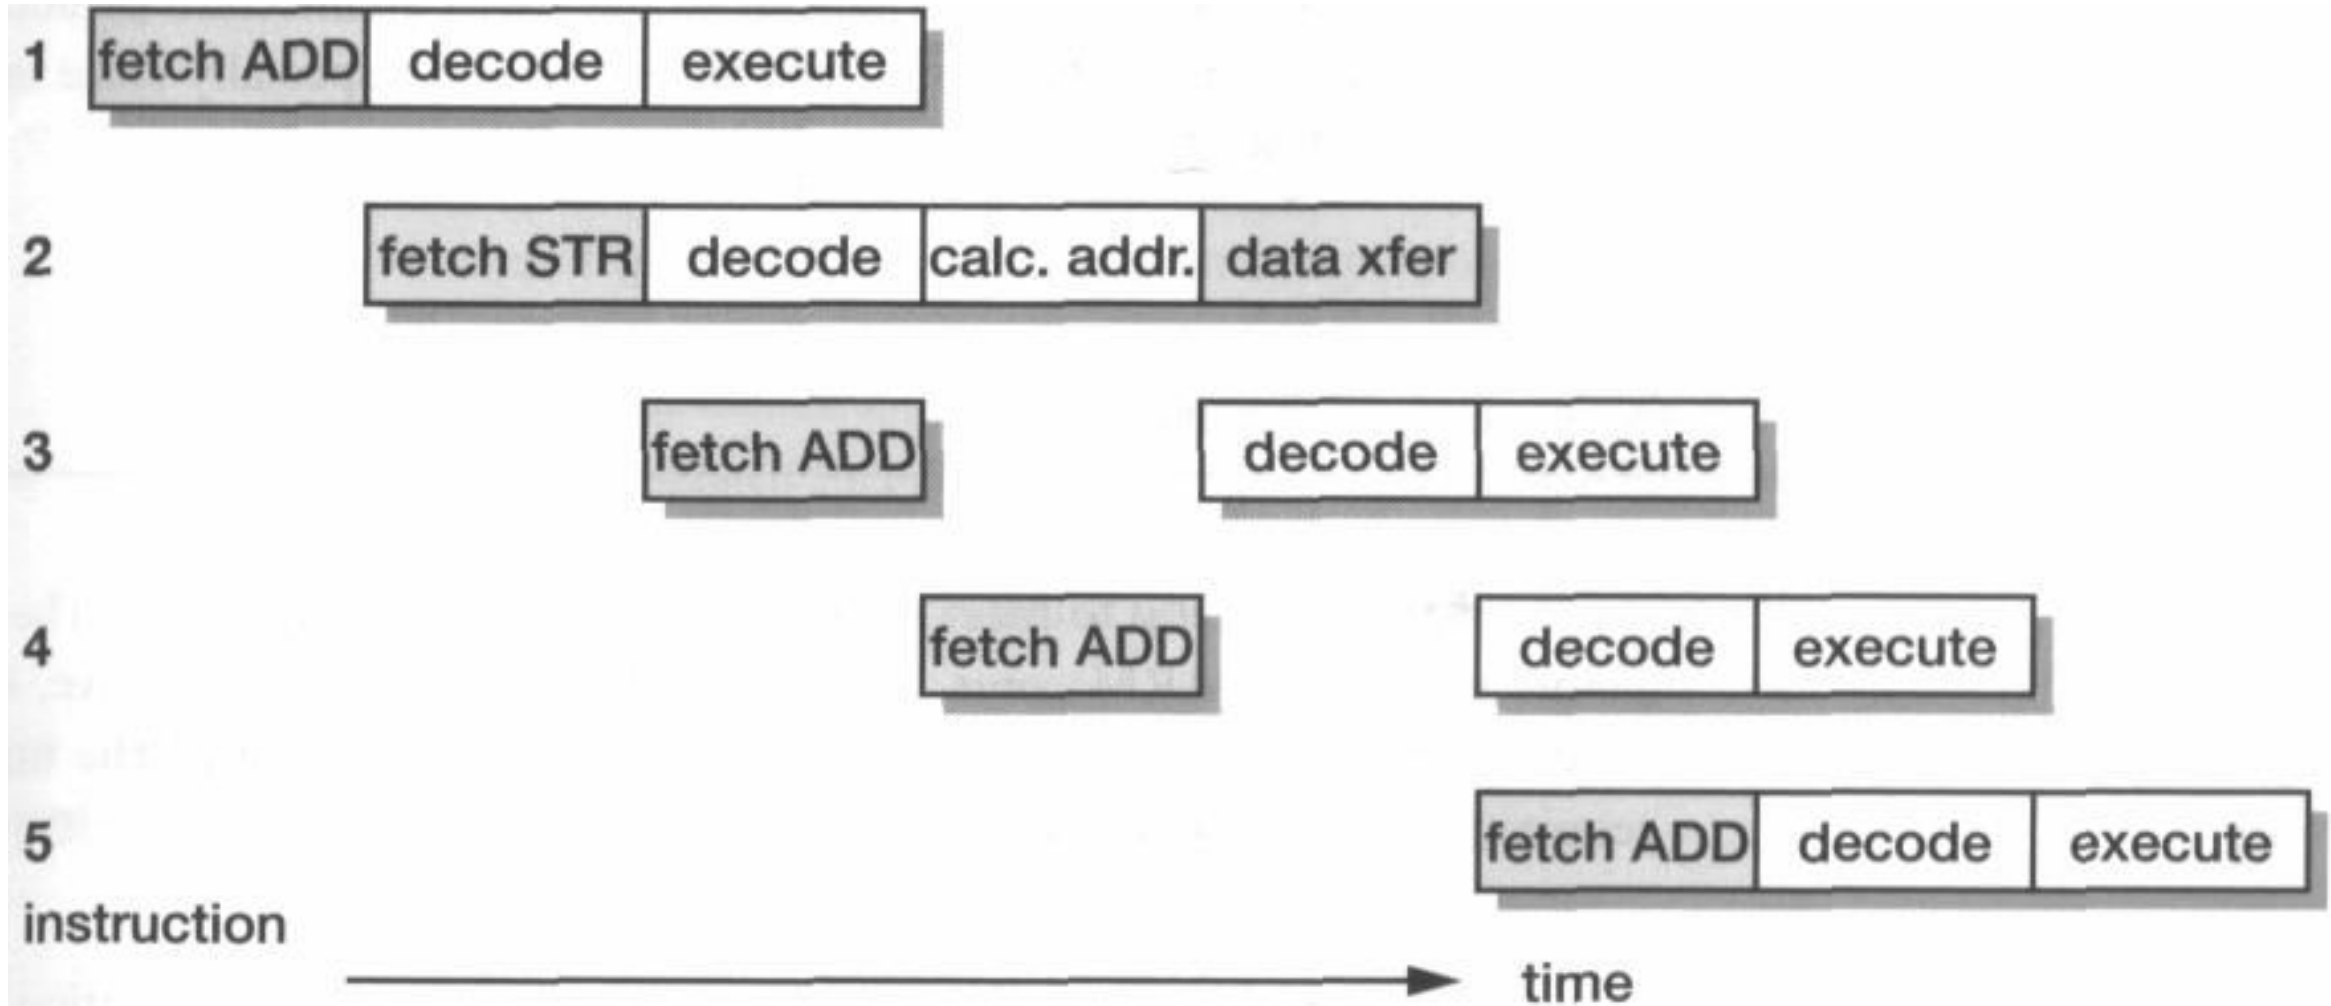 1 fetch ADD decode execute
2 fetch STR decode calc. addr. data xfer
3 fetch ADD decode execute
4 fetch ADD decode execute
5 fetch ADD decode execute
instruction
time